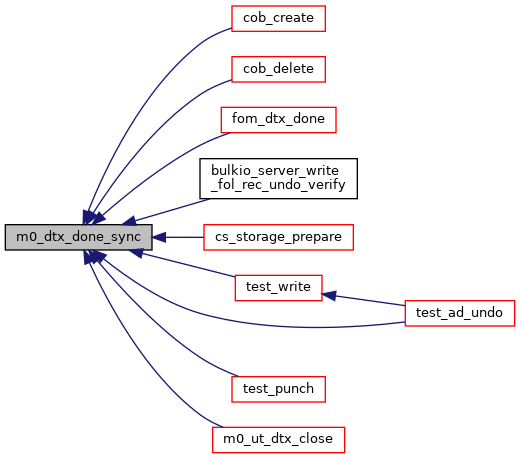 cob_create
cob_delete
fom_dtx_done
bulkio_server_write
_fol_rec_undo_verify
m0_dtx_done_sync
cs_storage_prepare
test_write
test_ad_undo
test_punch
m0_ut_dtx_close